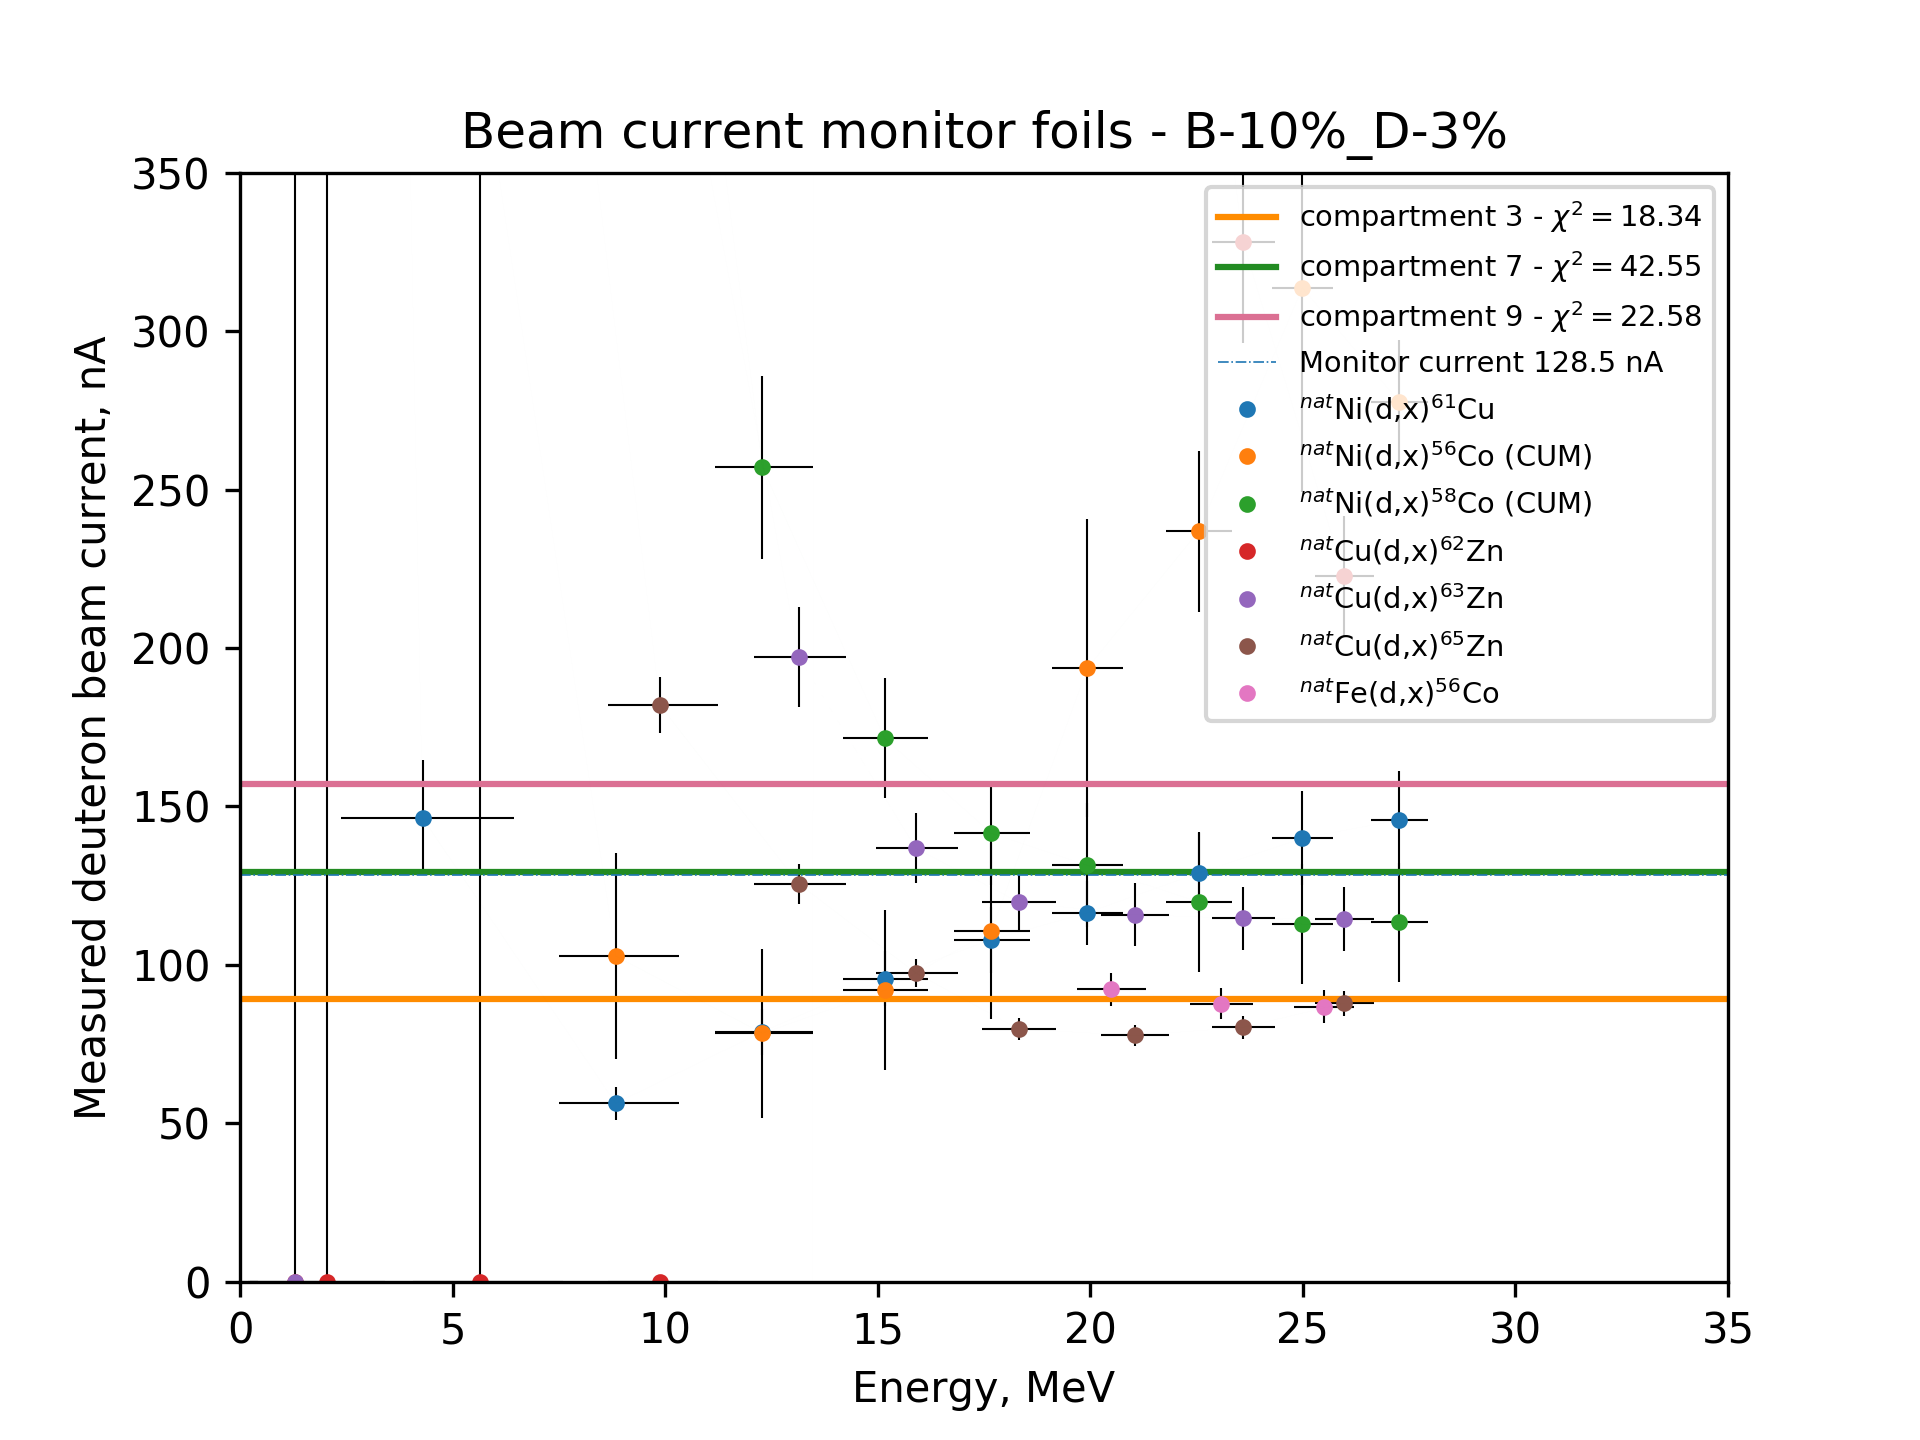 Beam current monitor foils - B-10%_D-3%
350
300
250
200
150
100
50
0
Measured deuteron beam current, nA
compartment 3 - χ² = 18.34
compartment 7 - χ² = 42.55
compartment 9 - χ² = 22.58
Monitor current 128.5 nA
ⁿᵃᵗNi(d,x)⁶¹Cu
ⁿᵃᵗNi(d,x)⁵⁶Co (CUM)
ⁿᵃᵗNi(d,x)⁵⁸Co (CUM)
ⁿᵃᵗCu(d,x)⁶²Zn
ⁿᵃᵗCu(d,x)⁶³Zn
ⁿᵃᵗCu(d,x)⁶⁵Zn
ⁿᵃᵗFe(d,x)⁵⁶Co
0 5 10 15 20 25 30 35
Energy, MeV